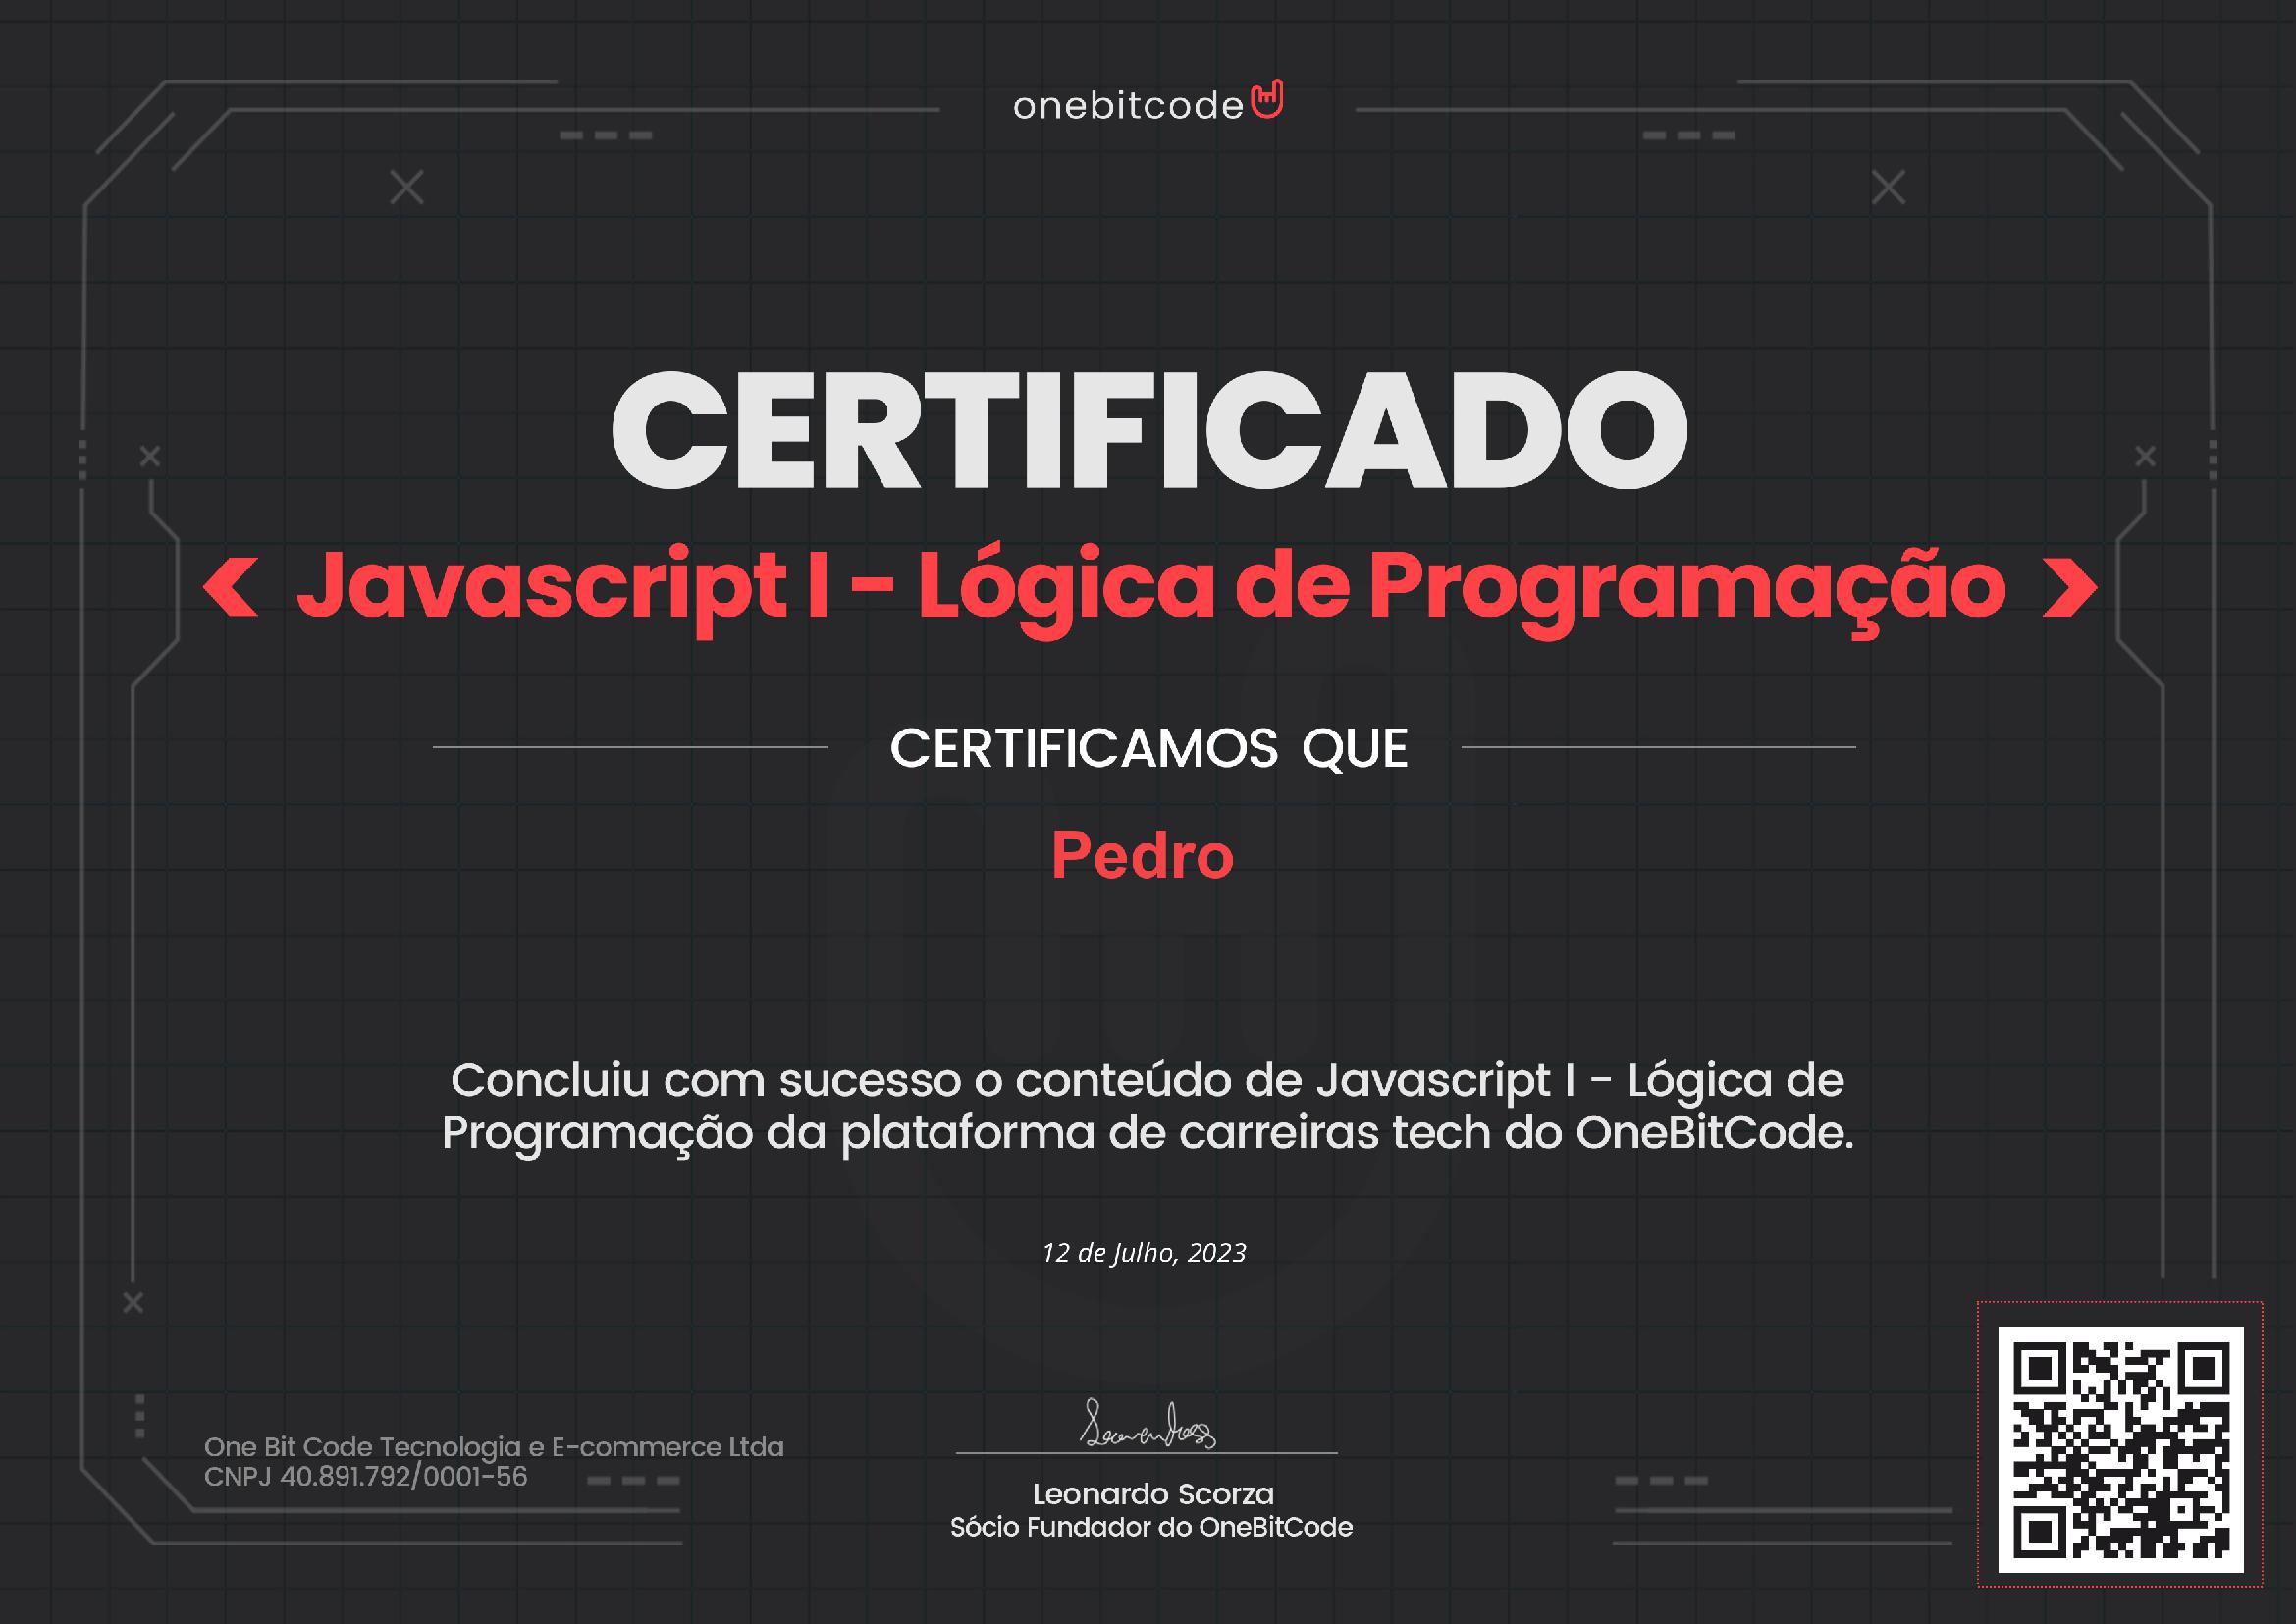 onebitcode
CERTIFICADO
< Javascript I - Lógica de Programação >
CERTIFICAMOS QUE
Pedro
Concluiu com sucesso o conteúdo de Javascript I - Lógica de
Programação da plataforma de carreiras tech do OneBitCode.
12 de Julho, 2023
One Bit Code Tecnologia e E-commerce Ltda
CNPJ 40.891.792/0001-56
Leonardo Scorza
Sócio Fundador do OneBitCode